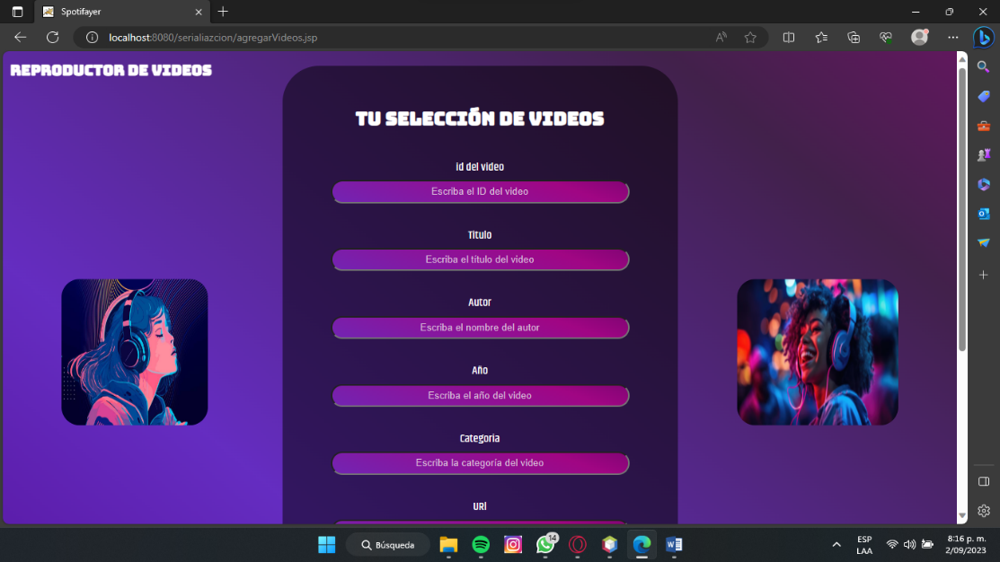 Spotifayer
localhost:8080/serialiazcion/agregarVideos.jsp
REPRODUCTOR DE VIDEOS
TU SELECCIÓN DE VIDEOS
id del video
Escriba el ID del video
Titulo
Escriba el título del video
Autor
Escriba el nombre del autor
Año
Escriba el año del video
Categoria
Escriba la categoría del video
URl
Búsqueda
14
ESP
LAA
8:16 p. m.
2/09/2023